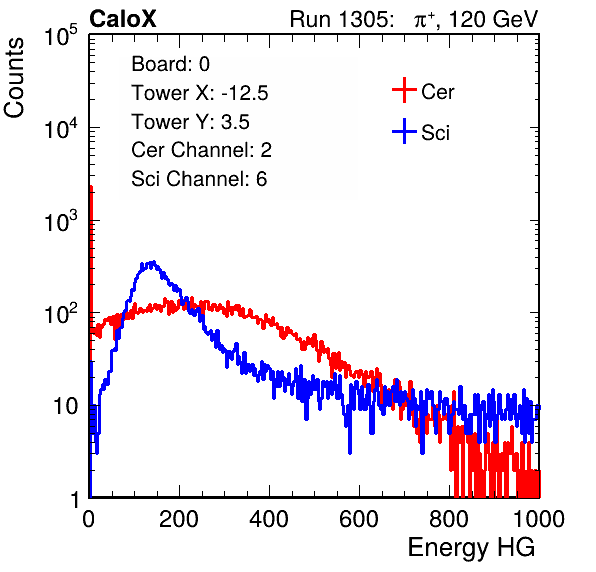 CaloX Run 1305: π⁺, 120 GeV
Counts
10⁵
10⁴
10³
10²
10
1
Board: 0
Tower X: -12.5
Tower Y: 3.5
Cer Channel: 2
Sci Channel: 6
Cer
Sci
0 200 400 600 800 1000
Energy HG